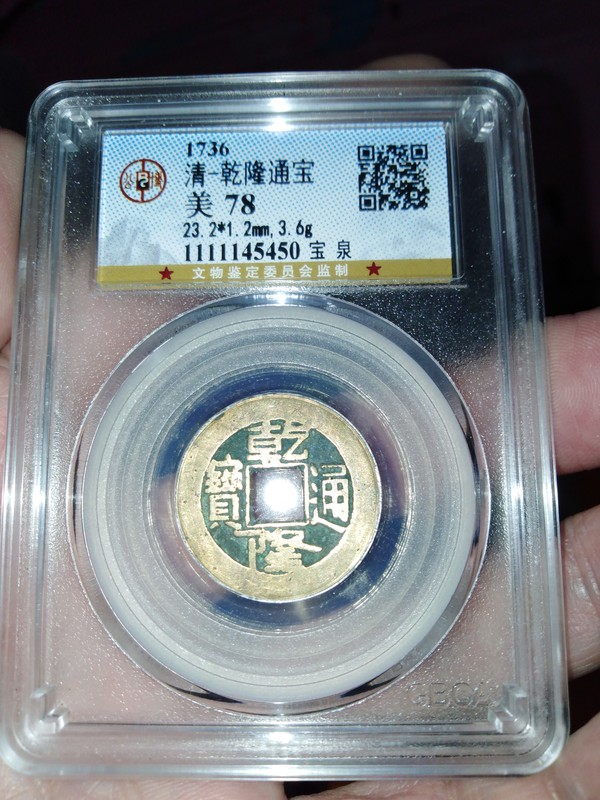 1736
清-乾隆通宝
美 78
23.2*1.2mm,3.6g
1111145450 宝 泉
★ 文物鉴定委员会监制 ★
乾隆通寶
GBCA